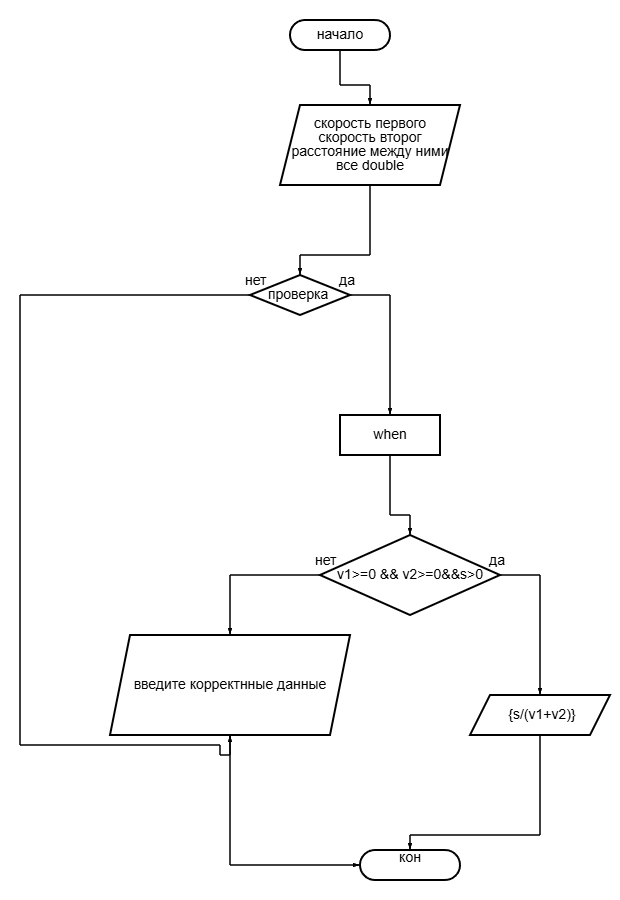 начало
скорость первого
скорость второг
расстояние между ними
все double
нет
да
проверка
when
нет
да
v1>=0 && v2>=0&&s>0
введите корректнные данные
{s/(v1+v2)}
кон